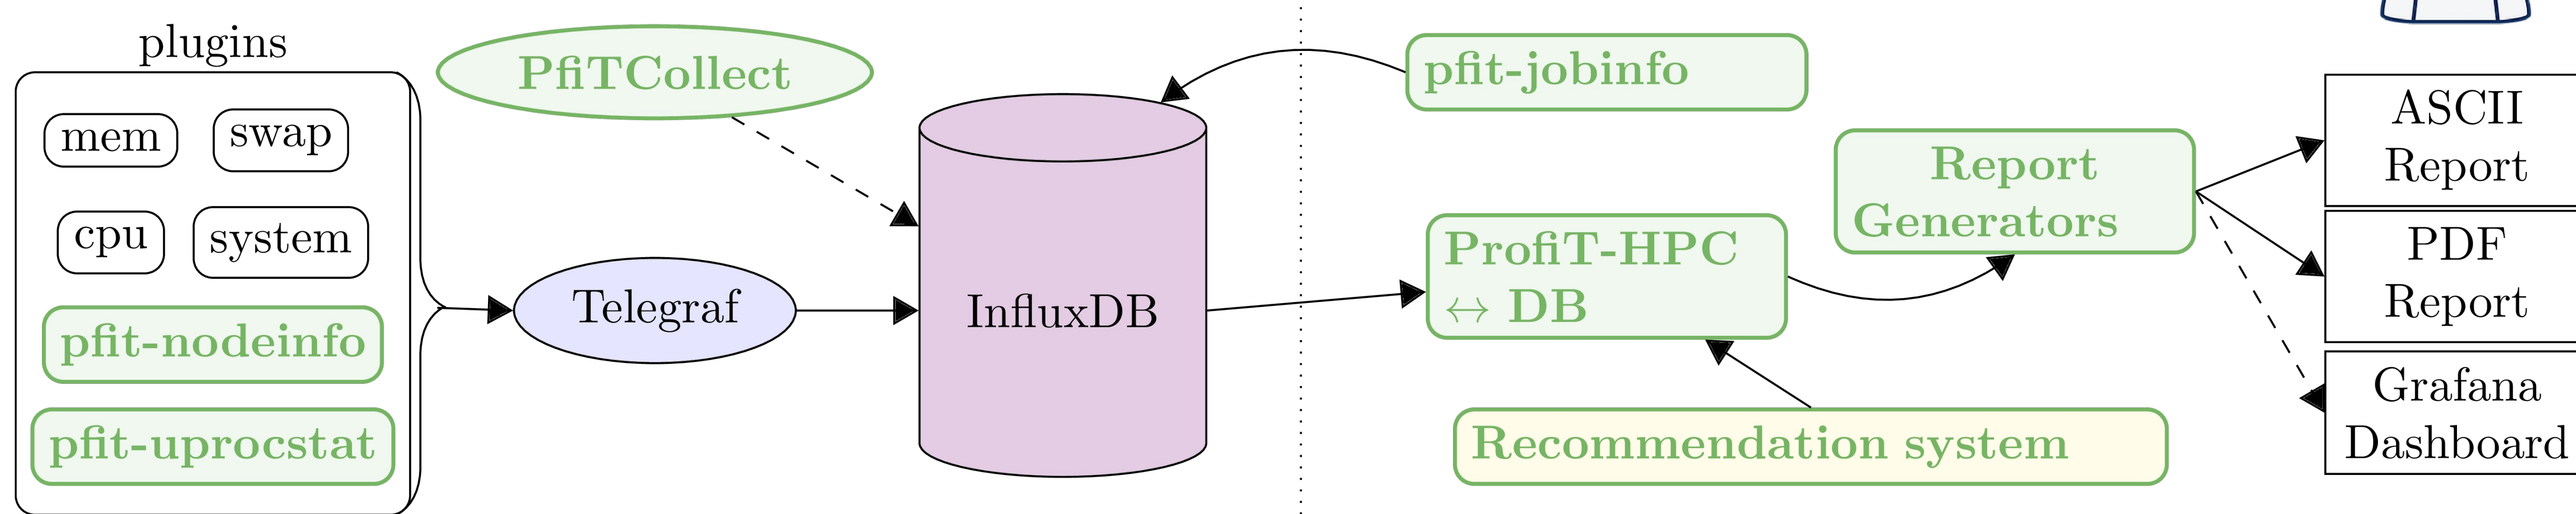 plugins
mem
swap
cpu
system
pfit-nodeinfo
pfit-uprocstat
PfiTCollect
Telegraf
InfluxDB
pfit-jobinfo
ProfiT-HPC
↔ DB
Recommendation system
Report
Generators
ASCII
Report
PDF
Report
Grafana
Dashboard